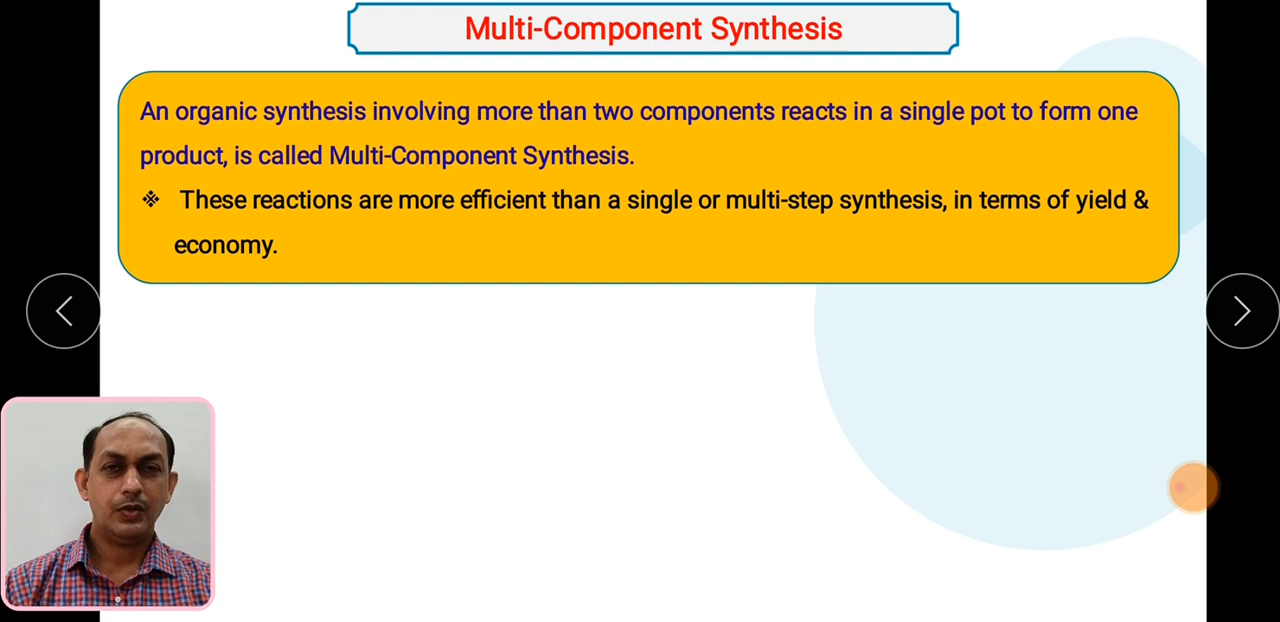 Multi-Component Synthesis
An organic synthesis involving more than two components reacts in a single pot to form one
product, is called Multi-Component Synthesis.
❖ These reactions are more efficient than a single or multi-step synthesis, in terms of yield &
economy.